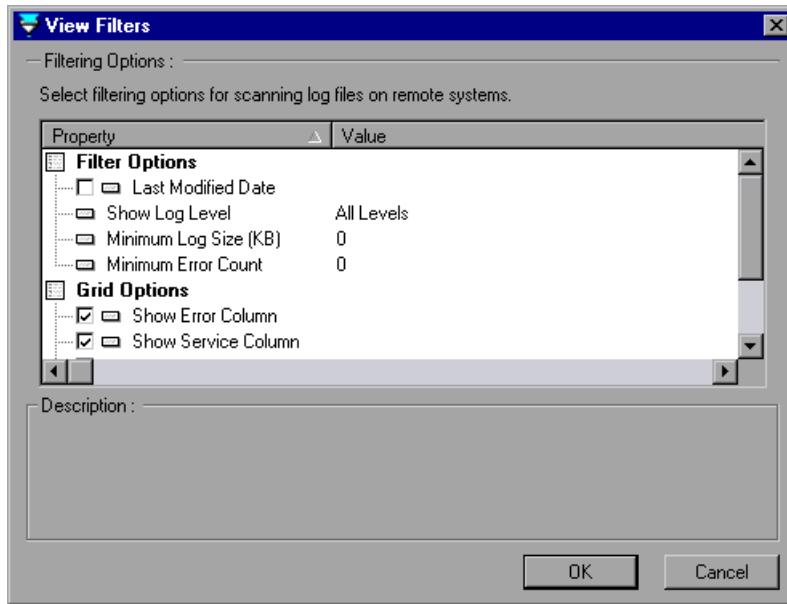 View Filters
Filtering Options :
Select filtering options for scanning log files on remote systems.
Property Value
Filter Options
Last Modified Date
Show Log Level All Levels
Minimum Log Size (KB) 0
Minimum Error Count 0
Grid Options
Show Error Column
Show Service Column
Description :
OK Cancel